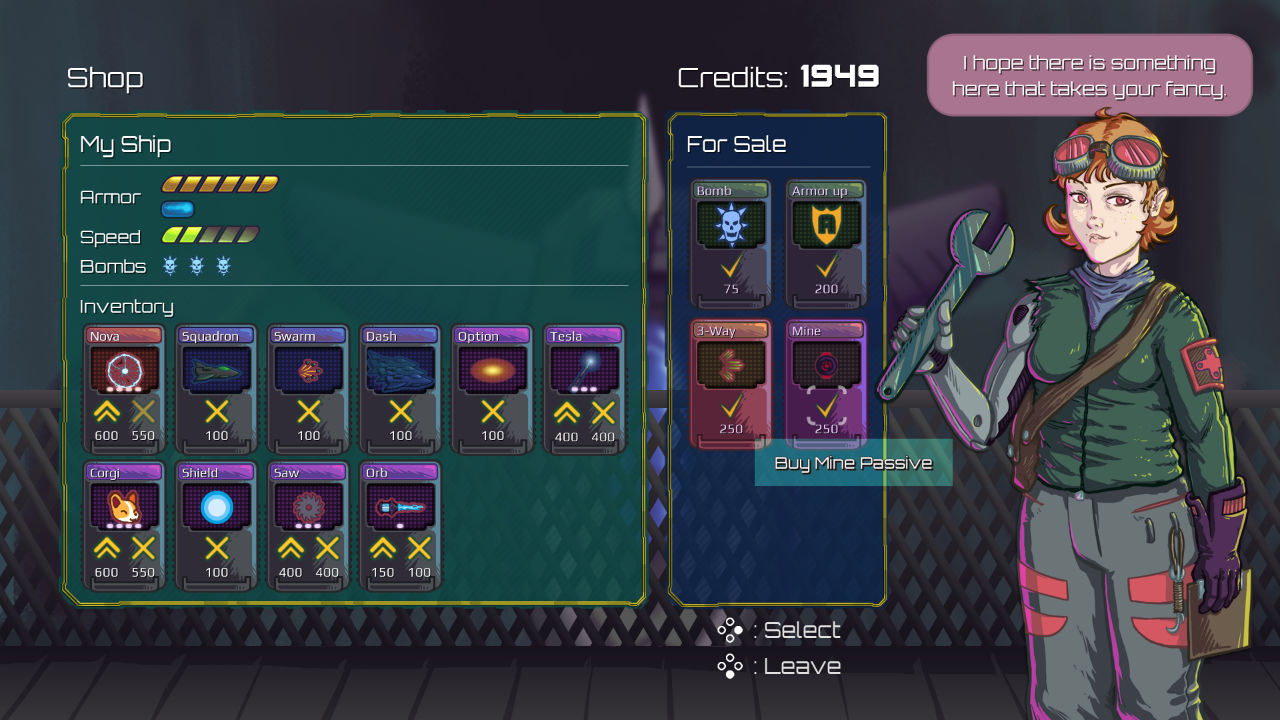 Shop
Credits: 1949
I hope there is something
here that takes your fancy.
My Ship
Armor
Speed
Bombs
Inventory
Nova
600 550
Squadron
100
Swarm
100
Dash
100
Option
100
Tesla
400 400
Corgi
600 550
Shield
100
Saw
400 400
Orb
150 100
For Sale
Bomb
75
Armor up
A
200
3-Way
250
Mine
250
Buy Mine Passive
: Select
: Leave